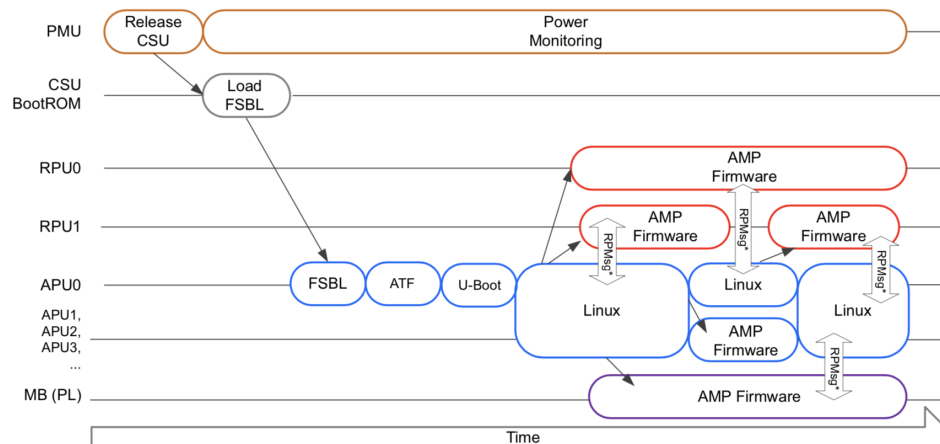 PMU
Release
CSU
Power
Monitoring
CSU
BootROM
Load
FSBL
RPU0
AMP
Firmware
RPU1
AMP
Firmware
AMP
Firmware
RPMsg*
RPMsg*
RPMsg*
APU0
FSBL
ATF
U-Boot
Linux
Linux
Linux
APU1,
APU2,
APU3,
...
AMP
Firmware
RPMsg*
MB (PL)
AMP Firmware
Time